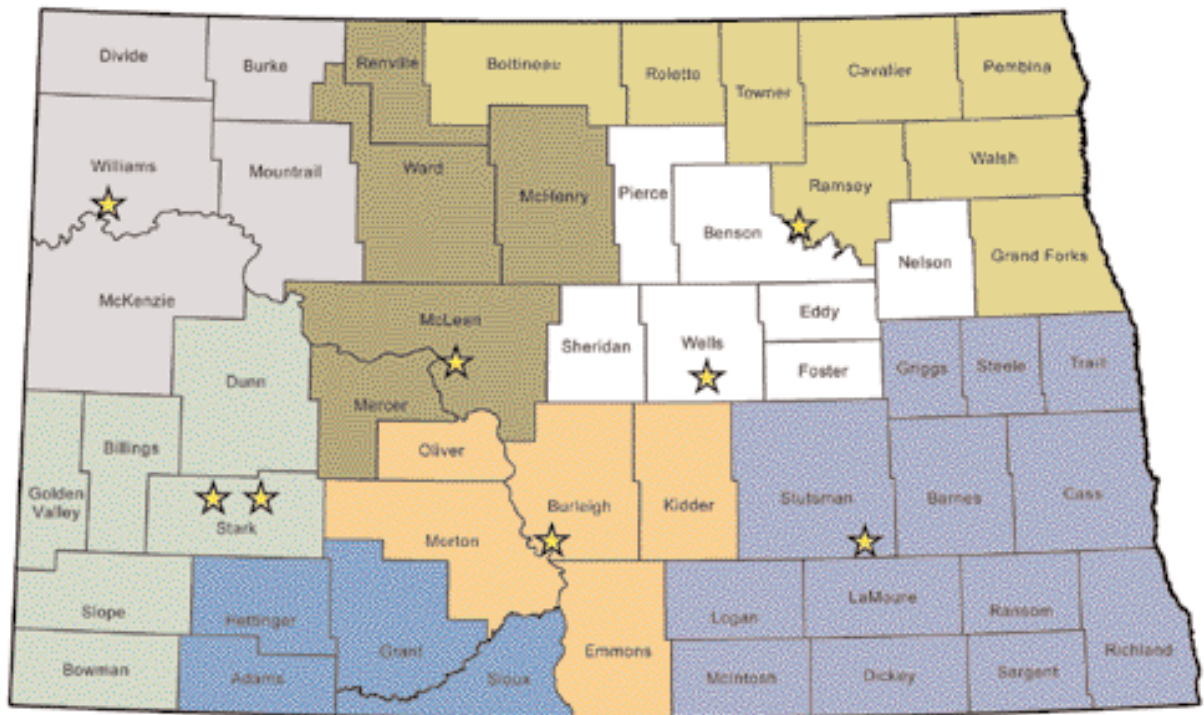 Divide
Burke
Renville
Bottineau
Rolette
Towner
Cavalier
Pembina
Williams
Mountrail
Ward
McHenry
Pierce
Benson
Ramsey
Walsh
Nelson
Grand Forks
McKenzie
McLean
Sheridan
Wells
Eddy
Foster
Griggs
Steele
Traill
Dunn
Mercer
Oliver
Golden
Valley
Billings
Stark
Burleigh
Kidder
Stutsman
Barnes
Cass
Morton
Slope
Hettinger
Grant
Emmons
Logan
LaMoure
Ransom
Richland
Bowman
Adams
Sioux
McIntosh
Dickey
Sargent